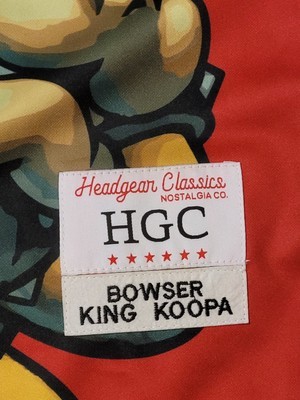 Headgear Classics
NOSTALGIA CO.
HGC
★★★★★★
BOWSER
KING KOOPA